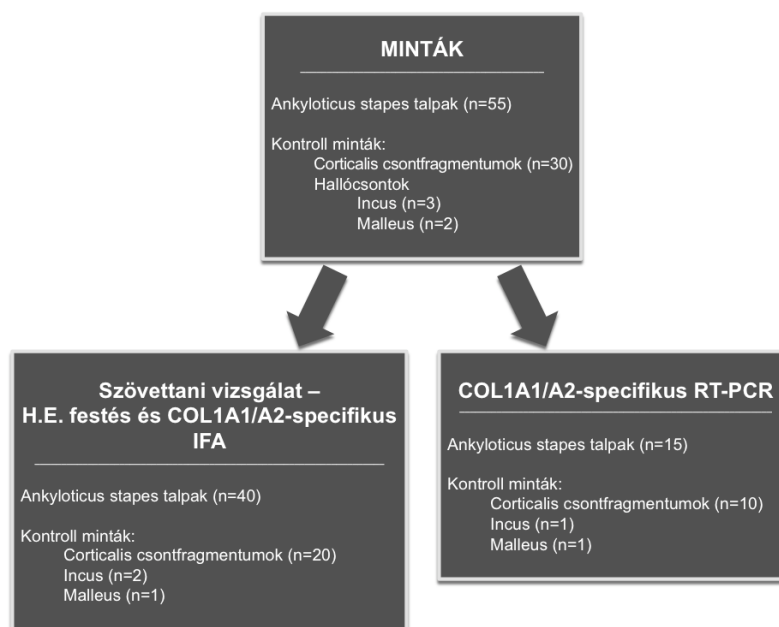 MINTÁK
Ankyloticus stapes talpak (n=55)
Kontroll minták:
Corticalis csontfragmentumok (n=30)
Hallócsontok
Incus (n=3)
Malleus (n=2)
Szövettani vizsgálat –
H.E. festés és COL1A1/A2-specifikus
IFA
Ankyloticus stapes talpak (n=40)
Kontroll minták:
Corticalis csontfragmentumok (n=20)
Incus (n=2)
Malleus (n=1)
COL1A1/A2-specifikus RT-PCR
Ankyloticus stapes talpak (n=15)
Kontroll minták:
Corticalis csontfragmentumok (n=10)
Incus (n=1)
Malleus (n=1)